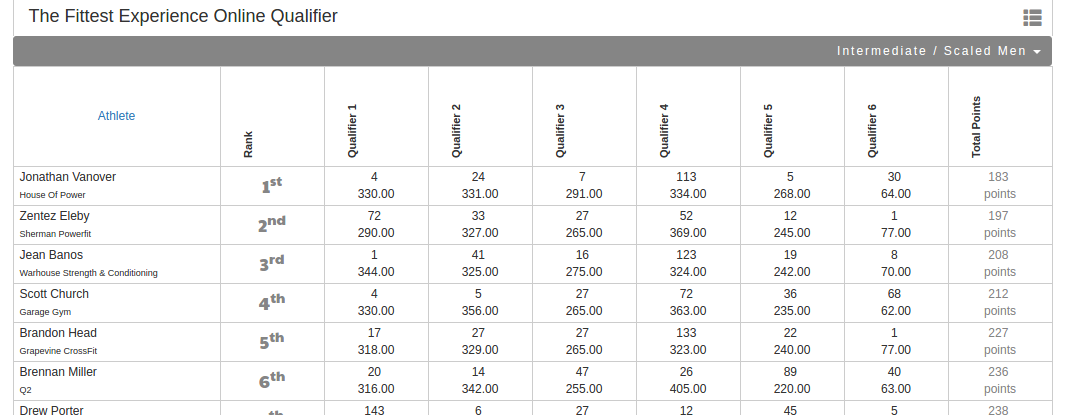 The Fittest Experience Online Qualifier
Intermediate / Scaled Men
Athlete Rank Qualifier 1 Qualifier 2 Qualifier 3 Qualifier 4 Qualifier 5 Qualifier 6 Total Points
Jonathan Vanover 1st 4 24 7 113 5 30 183
House Of Power 330.00 331.00 291.00 334.00 268.00 64.00 points
Zentez Eleby 2nd 72 33 27 52 12 1 197
Sherman Powerfit 290.00 327.00 265.00 369.00 245.00 77.00 points
Jean Banos 3rd 1 41 16 123 19 8 208
Warhouse Strength & Conditioning 344.00 325.00 275.00 324.00 242.00 70.00 points
Scott Church 4th 4 5 27 72 36 68 212
Garage Gym 330.00 356.00 265.00 363.00 235.00 62.00 points
Brandon Head 5th 17 27 27 133 22 1 227
Grapevine CrossFit 318.00 329.00 265.00 323.00 240.00 77.00 points
Brennan Miller 6th 20 14 47 26 89 40 236
Q2 316.00 342.00 255.00 405.00 220.00 63.00 points
Drew Porter th 143 6 27 12 45 5 238